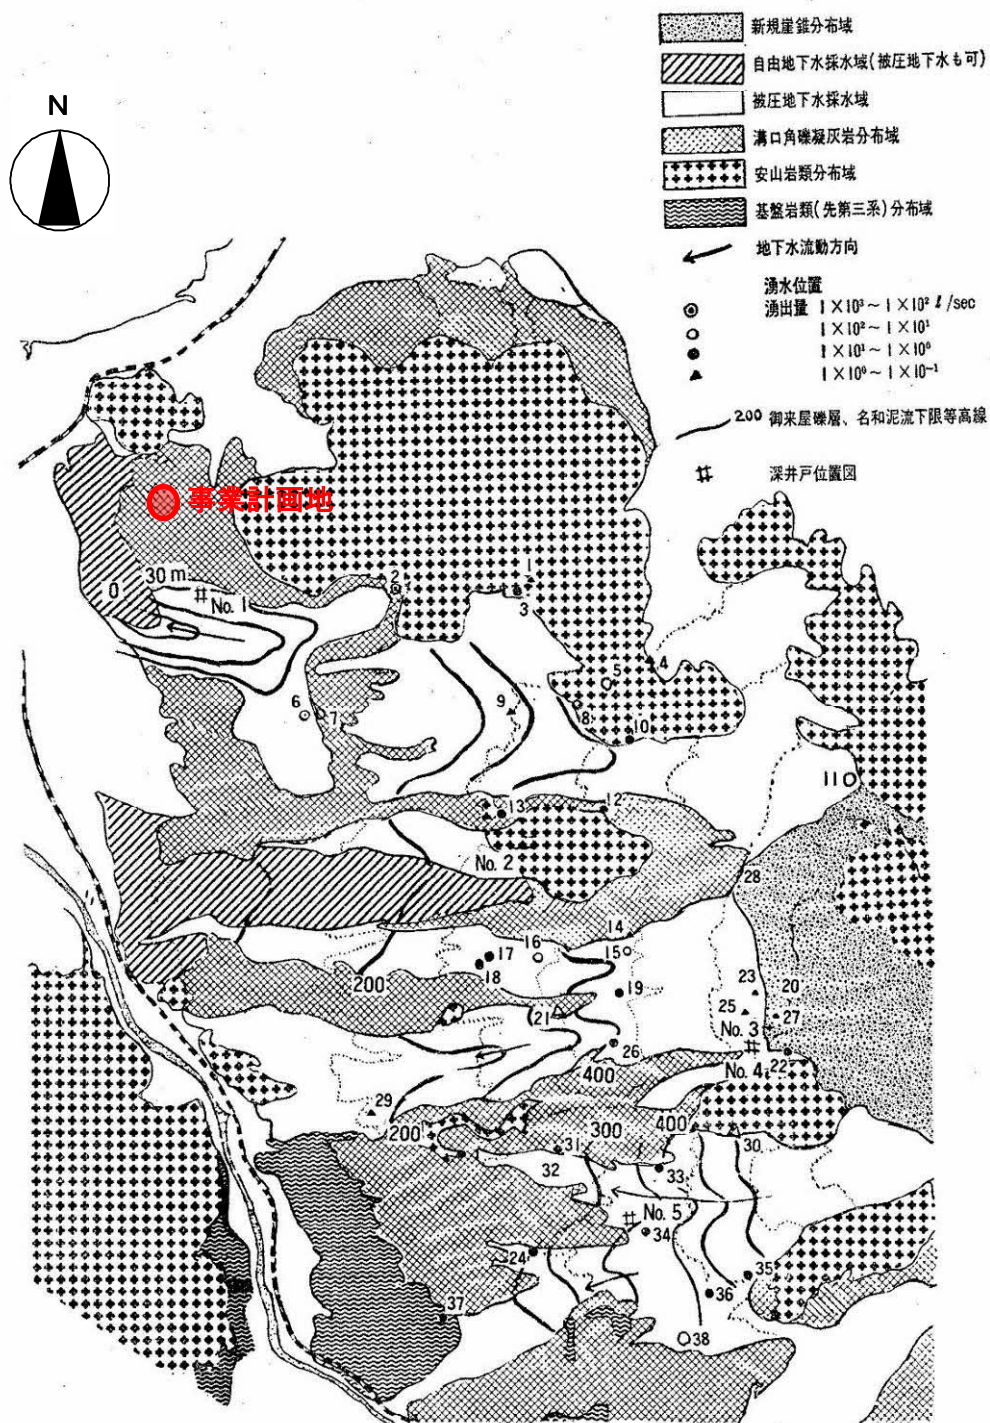 新規崖錐分布域
自由地下水採水域(被圧地下水も可)
被圧地下水採水域
溝口角礫凝灰岩分布域
安山岩類分布域
基盤岩類(先第三系)分布域
地下水流動方向
湧水位置
湧出量 1×10³~1×10² ℓ/sec
1×10²~1×10¹
1×10¹~1×10⁰
1×10⁰~1×10⁻¹
200 御来屋礫層、名和泥流下限等高線
深井戸位置図
N
事業計画地
0
30 m
No. 1
2
1
3
4
5
6
7
8
9
10
11
12
13
No. 2
28
14
15
16
17
18
200
19
20
21
23
25
27
No. 3
26
400
No. 4
22
29
200
300
400
30
31
32
33
No. 5
34
24
35
36
37
38